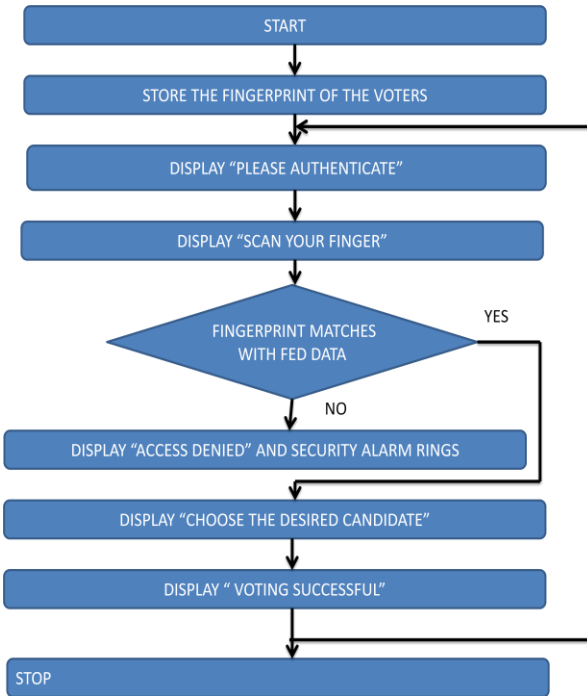 START
STORE THE FINGERPRINT OF THE VOTERS
DISPLAY “PLEASE AUTHENTICATE”
DISPLAY “SCAN YOUR FINGER”
FINGERPRINT MATCHES
WITH FED DATA
YES
NO
DISPLAY “ACCESS DENIED” AND SECURITY ALARM RINGS
DISPLAY “CHOOSE THE DESIRED CANDIDATE”
DISPLAY “ VOTING SUCCESSFUL”
STOP